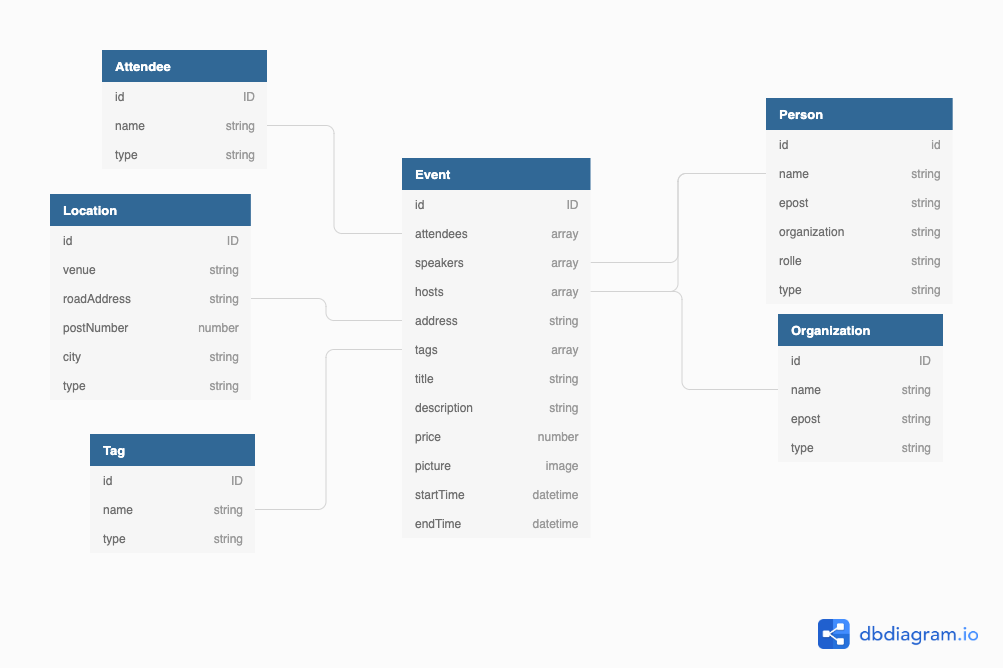 Attendee
id ID
name string
type string
Location
id ID
venue string
roadAddress string
postNumber number
city string
type string
Tag
id ID
name string
type string
Event
id ID
attendees array
speakers array
hosts array
address string
tags array
title string
description string
price number
picture image
startTime datetime
endTime datetime
Person
id id
name string
epost string
organization string
rolle string
type string
Organization
id ID
name string
epost string
type string
dbdiagram.io